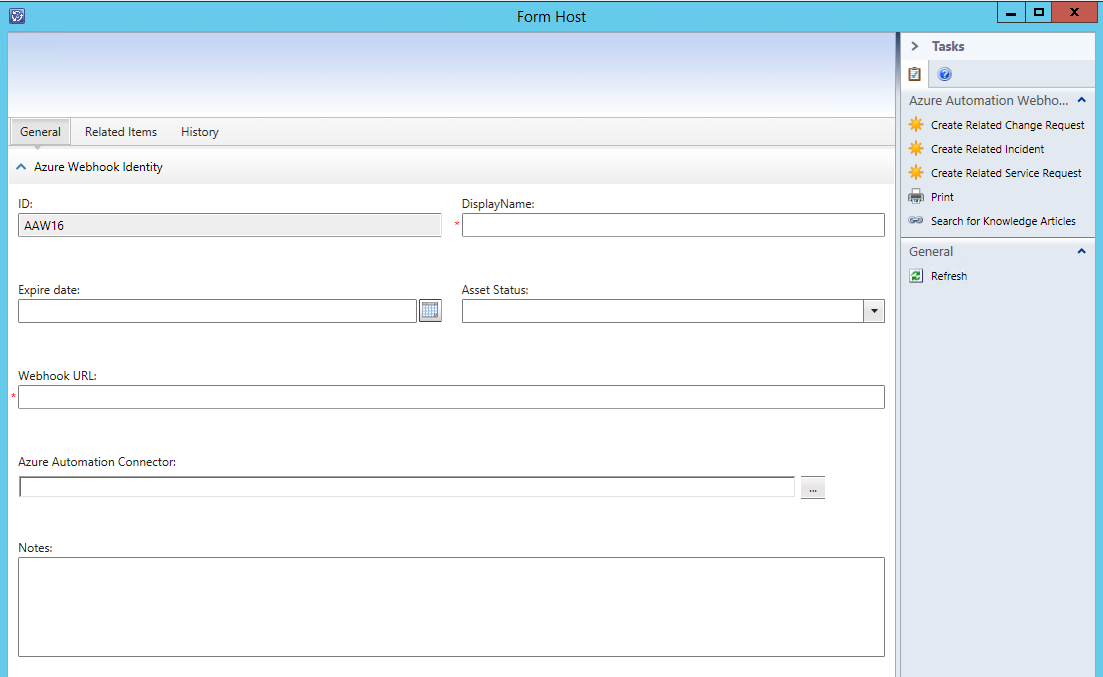 Form Host
General
Related Items
History
Azure Webhook Identity
ID:
AAW16
DisplayName:
*
Expire date:
Asset Status:
Webhook URL:
*
Azure Automation Connector:
...
Notes:
Tasks
Azure Automation Webho...
Create Related Change Request
Create Related Incident
Create Related Service Request
Print
Search for Knowledge Articles
General
Refresh